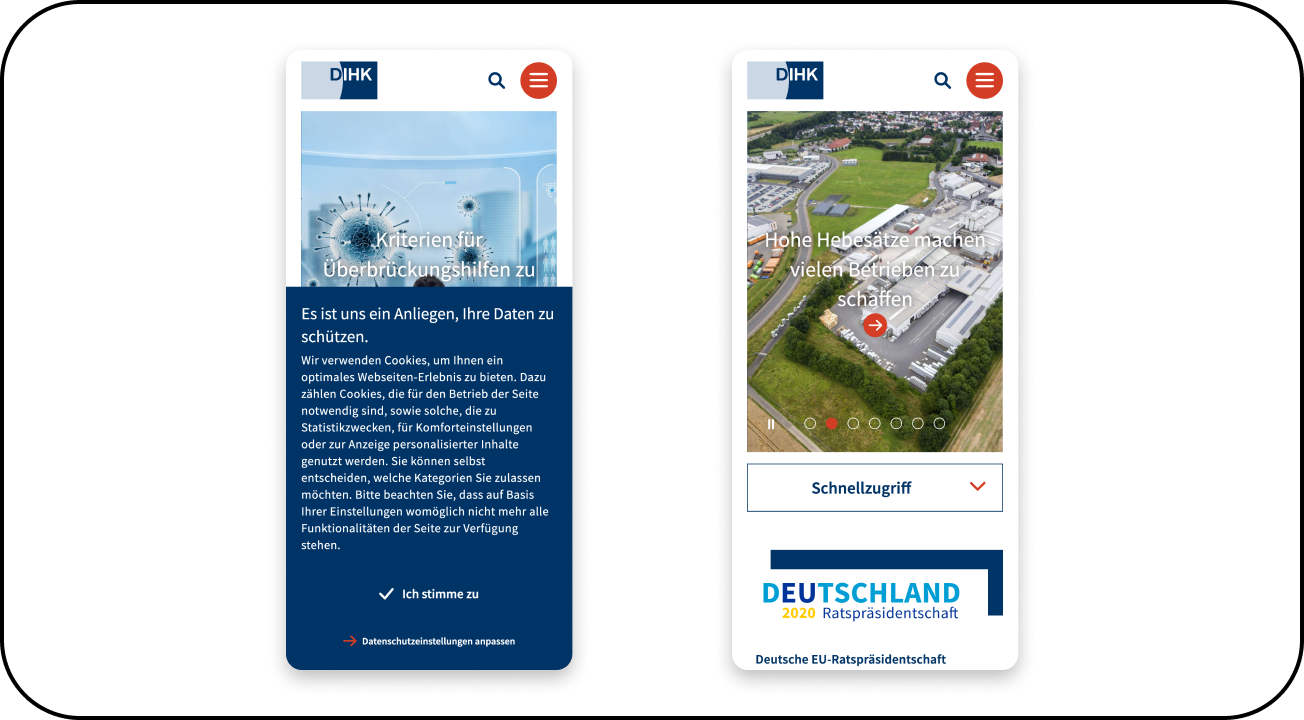 DIHK
Kriterien für
Überbrückungshilfen zu
Es ist uns ein Anliegen, Ihre Daten zu
schützen.
Wir verwenden Cookies, um Ihnen ein
optimales Webseiten-Erlebnis zu bieten. Dazu
zählen Cookies, die für den Betrieb der Seite
notwendig sind, sowie solche, die zu
Statistikzwecken, für Komforteinstellungen
oder zur Anzeige personalisierter Inhalte
genutzt werden. Sie können selbst
entscheiden, welche Kategorien Sie zulassen
möchten. Bitte beachten Sie, dass auf Basis
Ihrer Einstellungen womöglich nicht mehr alle
Funktionalitäten der Seite zur Verfügung
stehen.
Ich stimme zu
Datenschutzeinstellungen anpassen
DIHK
Hohe Hebesätze machen
vielen Betrieben zu
schaffen
Schnellzugriff
DEUTSCHLAND
2020 Ratspräsidentschaft
Deutsche EU-Ratspräsidentschaft